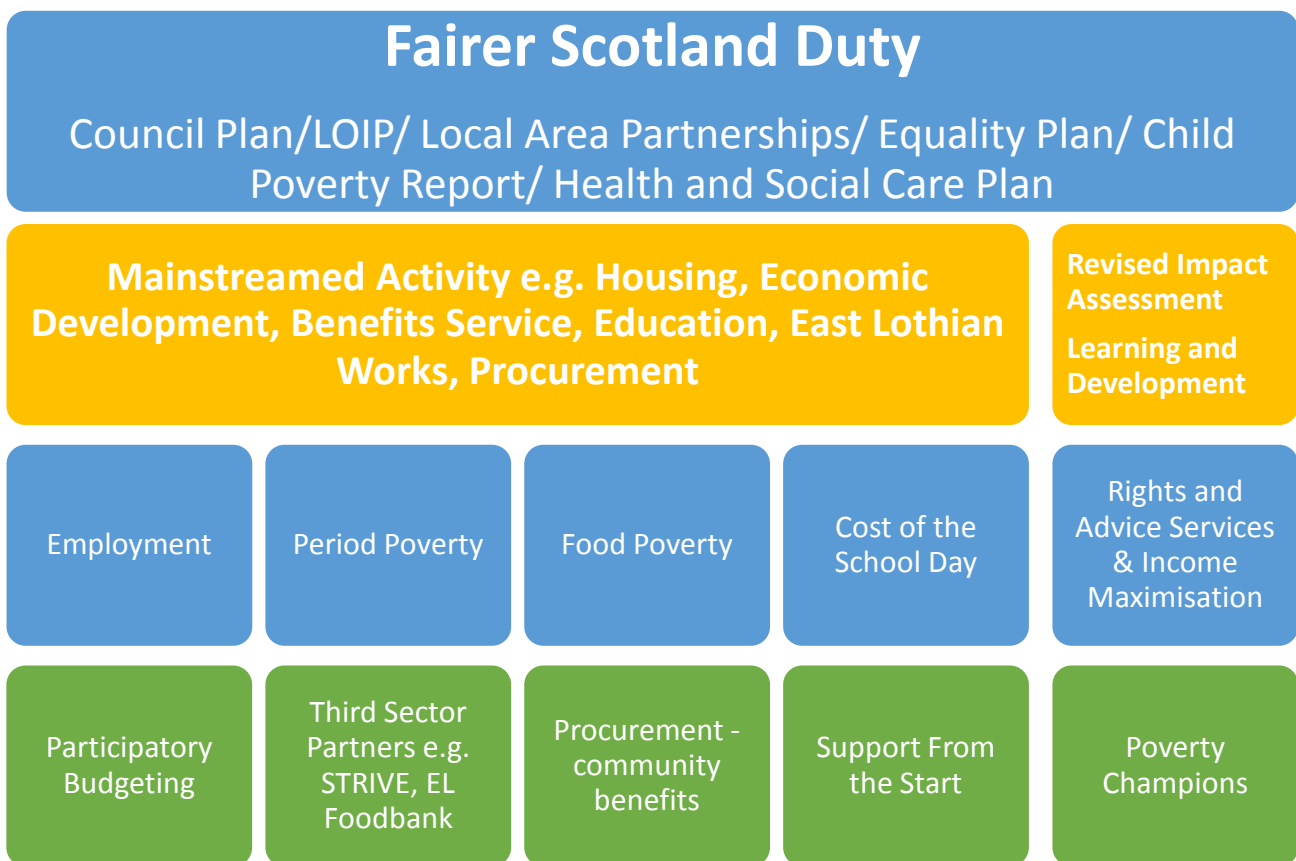 Fairer Scotland Duty
Council Plan/LOIP/ Local Area Partnerships/ Equality Plan/ Child
Poverty Report/ Health and Social Care Plan
Mainstreamed Activity e.g. Housing, Economic
Development, Benefits Service, Education, East Lothian
Works, Procurement
Revised Impact
Assessment
Learning and
Development
Employment
Period Poverty
Food Poverty
Cost of the
School Day
Rights and
Advice Services
& Income
Maximisation
Participatory
Budgeting
Third Sector
Partners e.g.
STRIVE, EL
Foodbank
Procurement -
community
benefits
Support From
the Start
Poverty
Champions